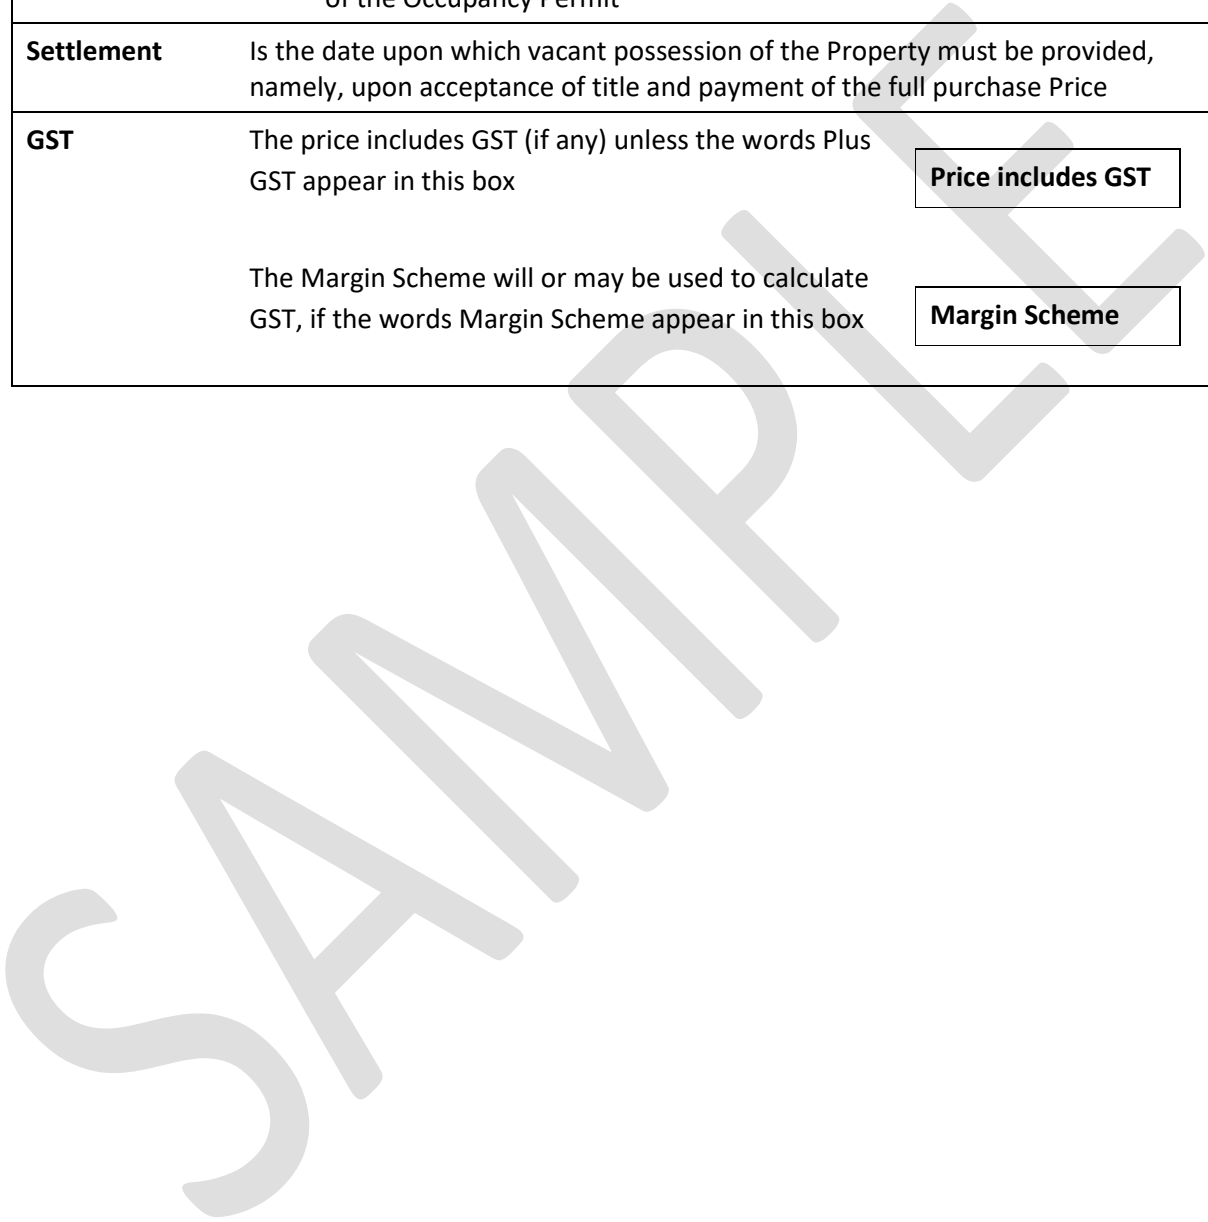 of the Occupancy Permit
Settlement Is the date upon which vacant possession of the Property must be provided,
namely, upon acceptance of title and payment of the full purchase Price
GST The price includes GST (if any) unless the words Plus
GST appear in this box
Price includes GST
The Margin Scheme will or may be used to calculate
GST, if the words Margin Scheme appear in this box
Margin Scheme
SAMPLE